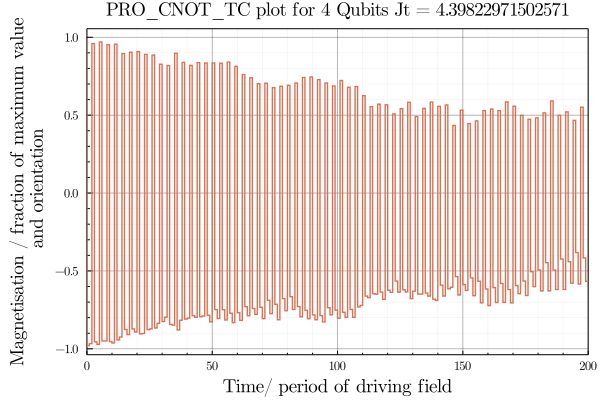 PRO_CNOT_TC plot for 4 Qubits Jt = 4.39822971502571
Magnetisation / fraction of maximum value
and orientation
1.0
0.5
0.0
−0.5
−1.0
0 50 100 150 200
Time/ period of driving field